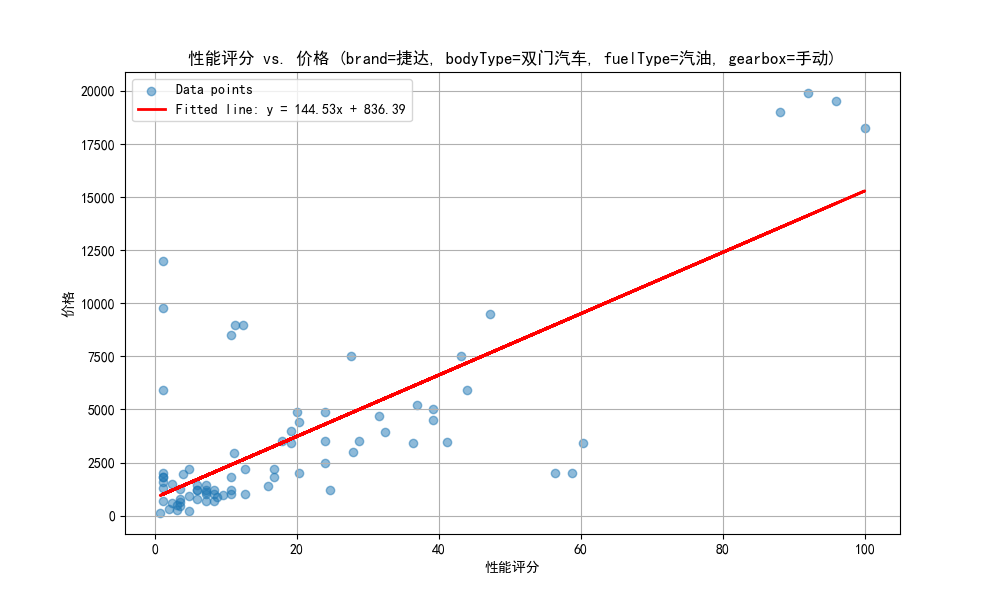 性能评分 vs. 价格 (brand=捷达, bodyType=双门汽车, fuelType=汽油, gearbox=手动)
Data points
Fitted line: y = 144.53x + 836.39
20000
17500
15000
12500
10000
7500
5000
2500
0
价格
0 20 40 60 80 100
性能评分